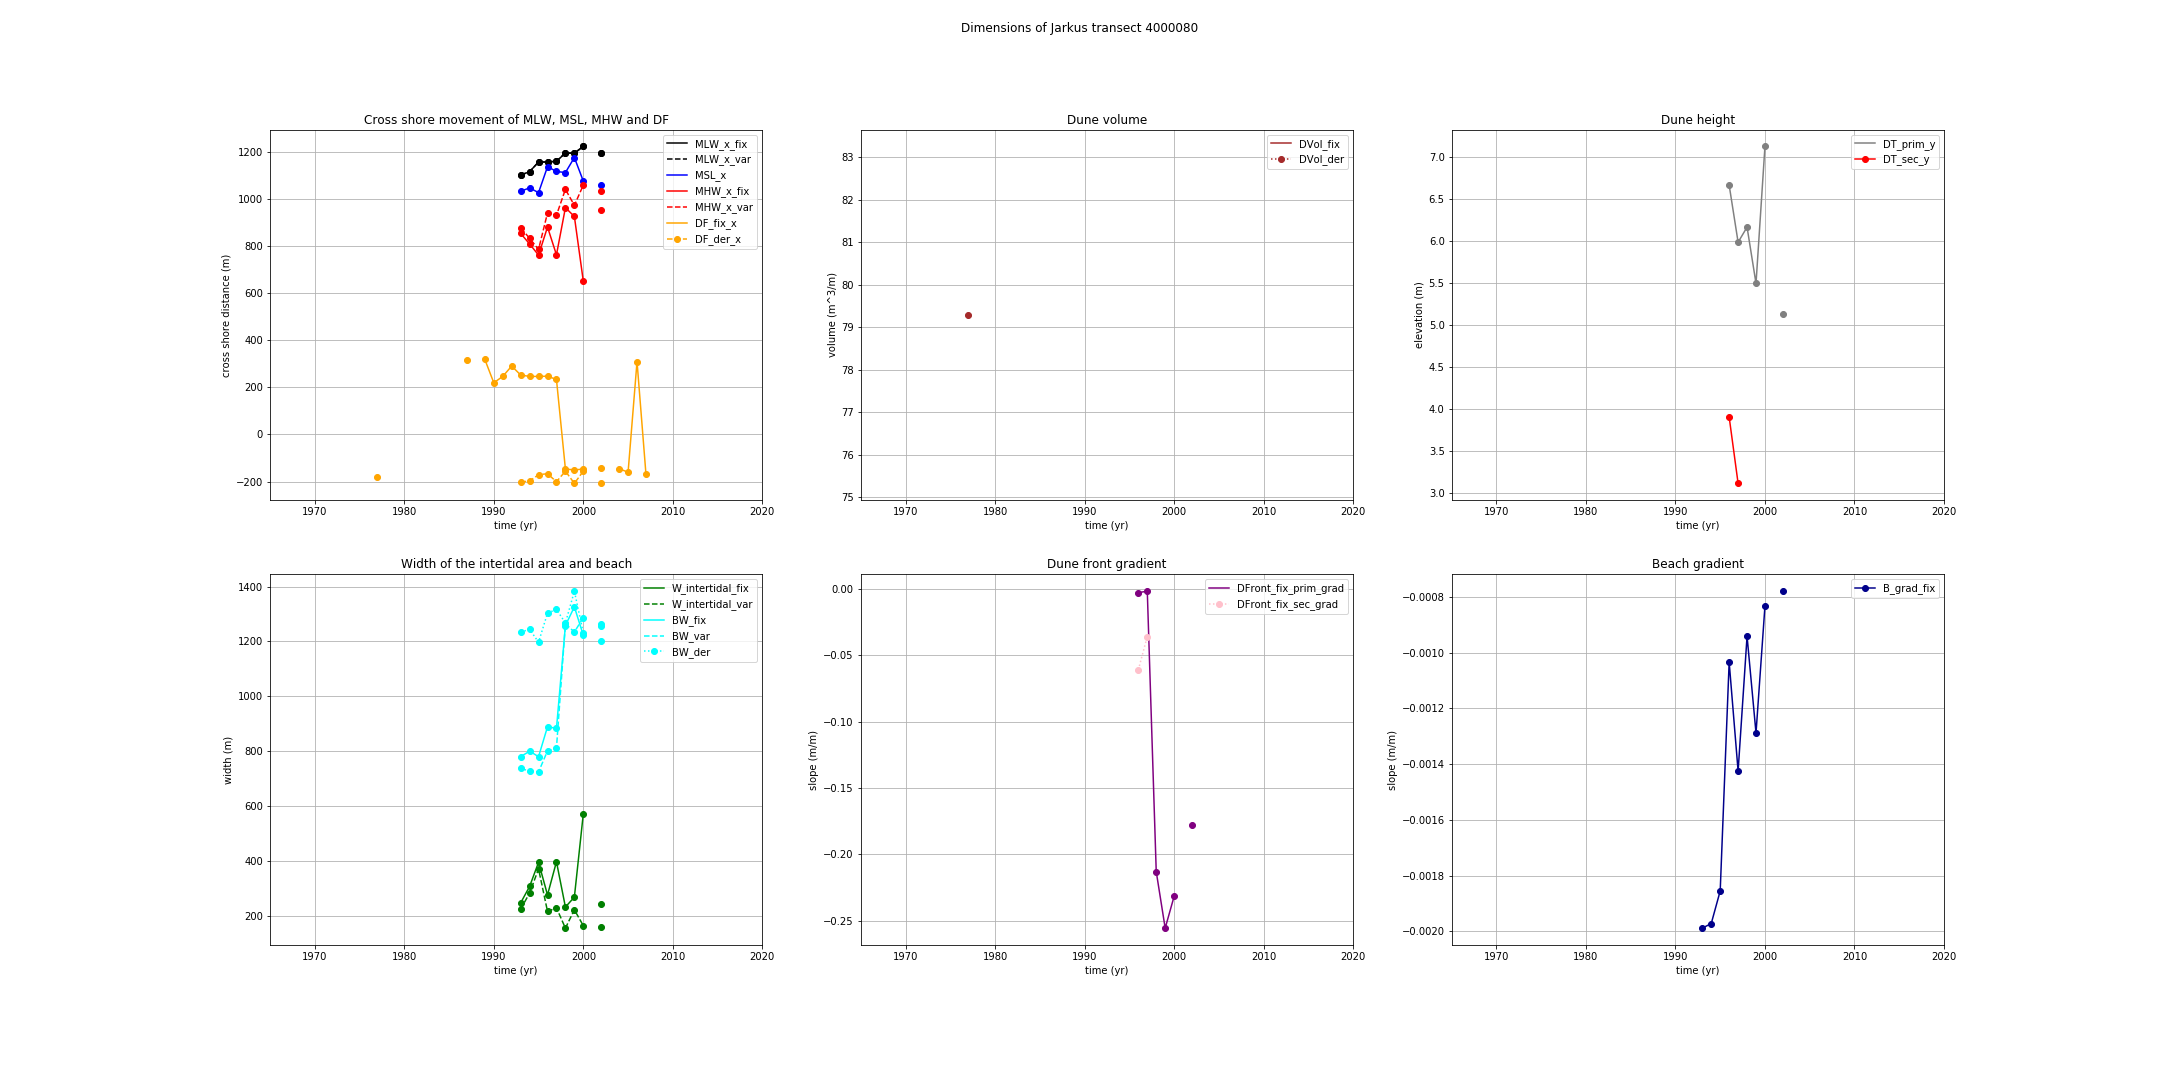 Dimensions of Jarkus transect 4000080
Cross shore movement of MLW, MSL, MHW and DF
cross shore distance (m)
1200
1000
800
600
400
200
0
−200
1970 1980 1990 2000 2010 2020
time (yr)
MLW_x_fix
MLW_x_var
MSL_x
MHW_x_fix
MHW_x_var
DF_fix_x
DF_der_x
Dune volume
volume (m^3/m)
83
82
81
80
79
78
77
76
75
1970 1980 1990 2000 2010 2020
time (yr)
DVol_fix
DVol_der
Dune height
elevation (m)
7.0
6.5
6.0
5.5
5.0
4.5
4.0
3.5
3.0
1970 1980 1990 2000 2010 2020
time (yr)
DT_prim_y
DT_sec_y
Width of the intertidal area and beach
width (m)
1400
1200
1000
800
600
400
200
1970 1980 1990 2000 2010 2020
time (yr)
W_intertidal_fix
W_intertidal_var
BW_fix
BW_var
BW_der
Dune front gradient
slope (m/m)
0.00
−0.05
−0.10
−0.15
−0.20
−0.25
1970 1980 1990 2000 2010 2020
time (yr)
DFront_fix_prim_grad
DFront_fix_sec_grad
Beach gradient
slope (m/m)
−0.0008
−0.0010
−0.0012
−0.0014
−0.0016
−0.0018
−0.0020
1970 1980 1990 2000 2010 2020
time (yr)
B_grad_fix